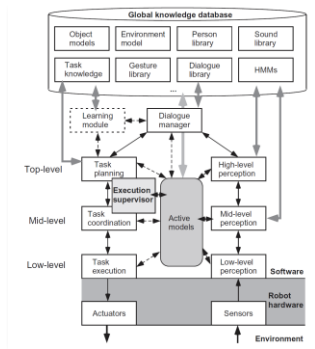 Global knowledge database
Object models
Environment model
Person library
Sound library
Task knowledge
Gesture library
Dialogue library
HMMs
...
Learning module
Dialogue manager
Top-level
Task planning
High-level perception
Execution supervisor
Mid-level
Task coordination
Active models
Mid-level perception
Low-level
Task execution
Low-level perception
Software
Robot hardware
Actuators
Sensors
Environment